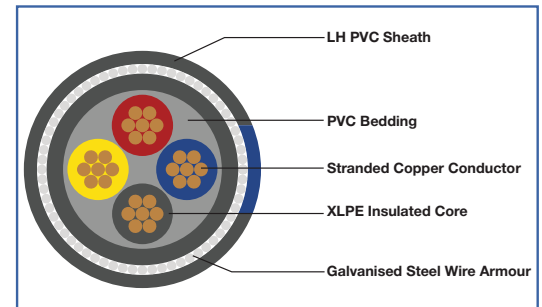 LH PVC Sheath
PVC Bedding
Stranded Copper Conductor
XLPE Insulated Core
Galvanised Steel Wire Armour